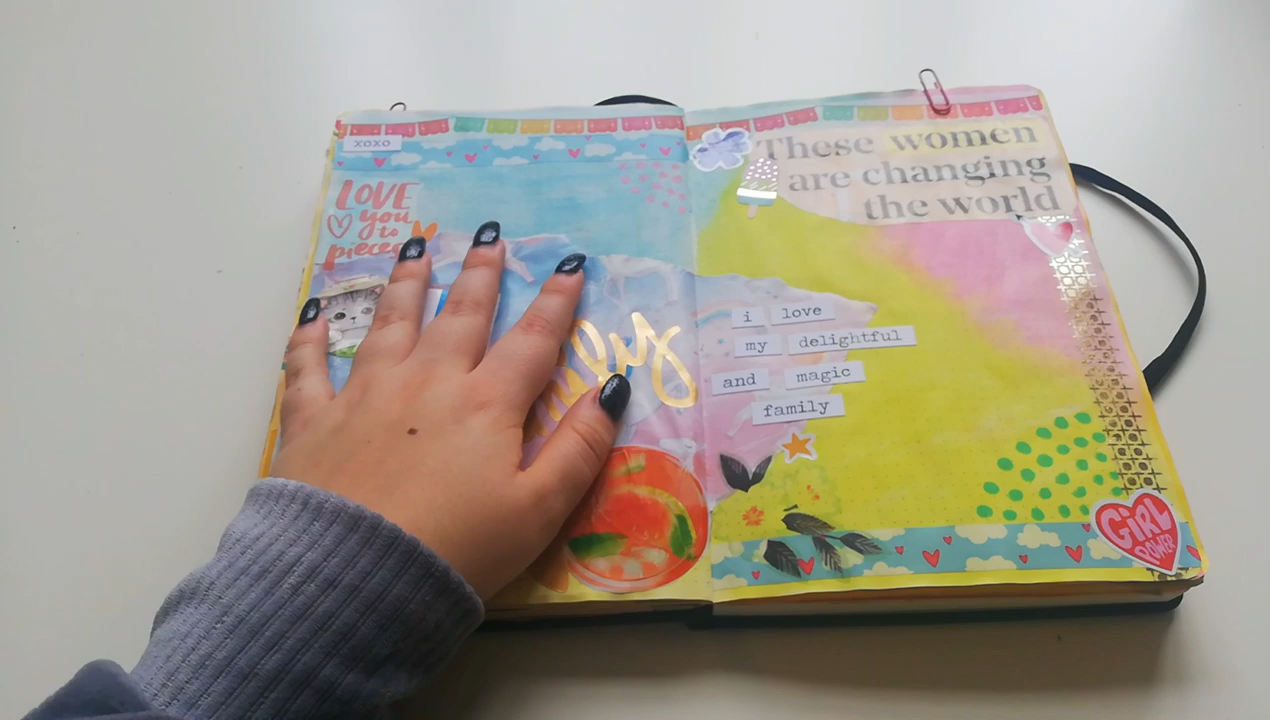 xoxo
LOVE
you
to
pieces
These women
are changing
the world
i love
my delightful
and magic
family
GIRL
POWER